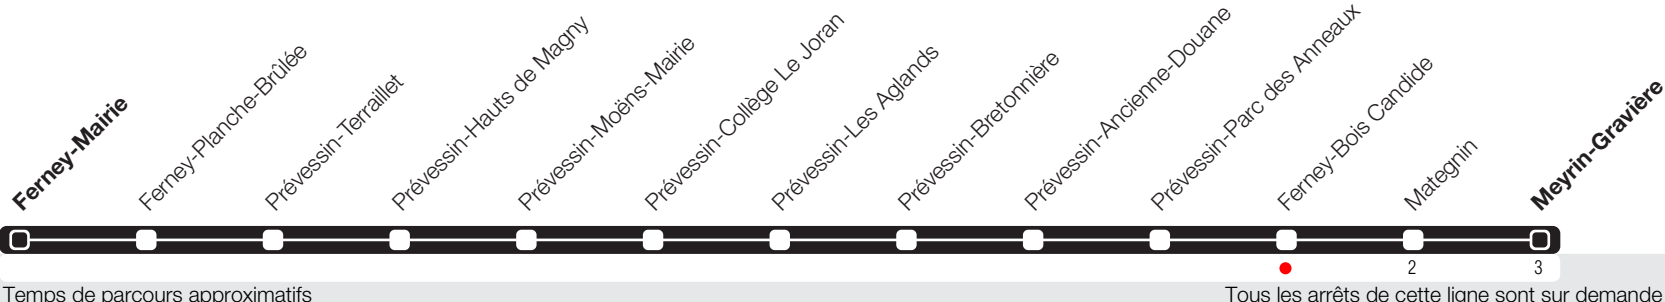 Ferney-Mairie
Ferney-Planche-Brûlée
Prévessin-Terraillet
Prévessin-Hauts de Magny
Prévessin-Moëns-Mairie
Prévessin-Collège Le Joran
Prévessin-Les Aglands
Prévessin-Bretonnière
Prévessin-Ancienne-Douane
Prévessin-Parc des Anneaux
Ferney-Bois Candide
Mategnin
Meyrin-Gravière
2
3
Temps de parcours approximatifs
Tous les arrêts de cette ligne sont sur demande